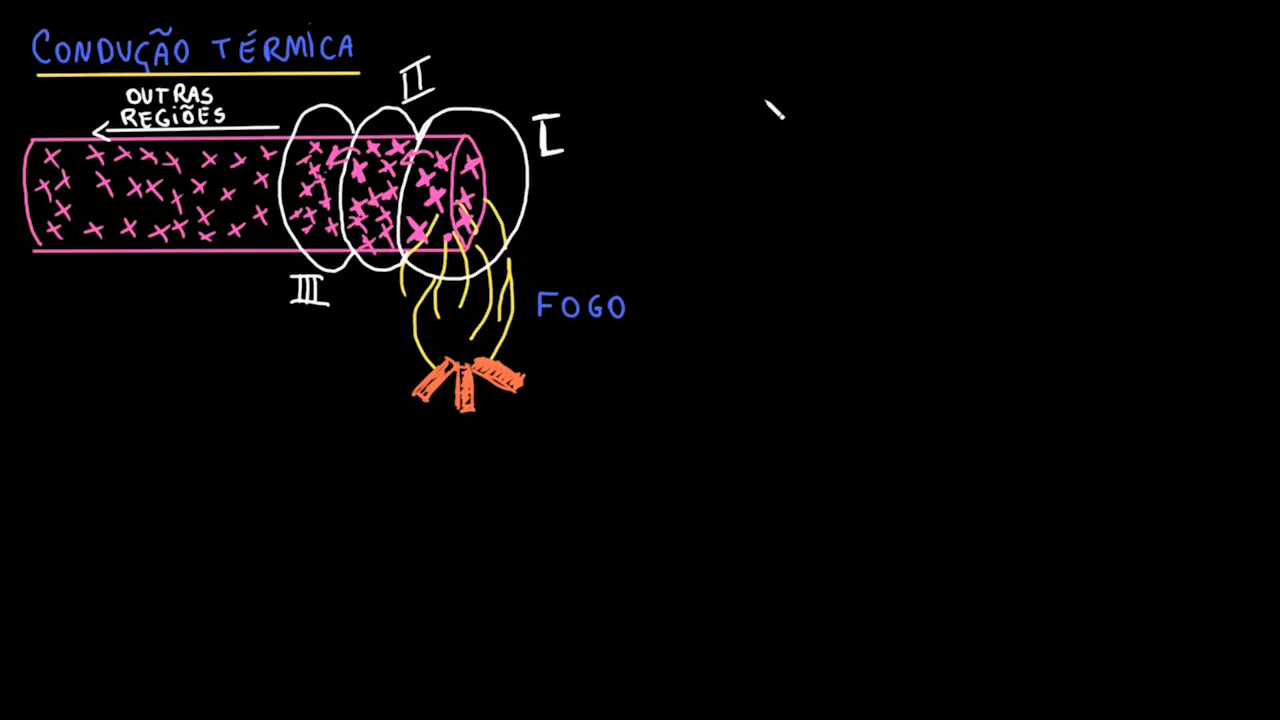 CONDUÇÃO TÉRMICA
II
OUTRAS
REGIÕES
I
III
FOGO